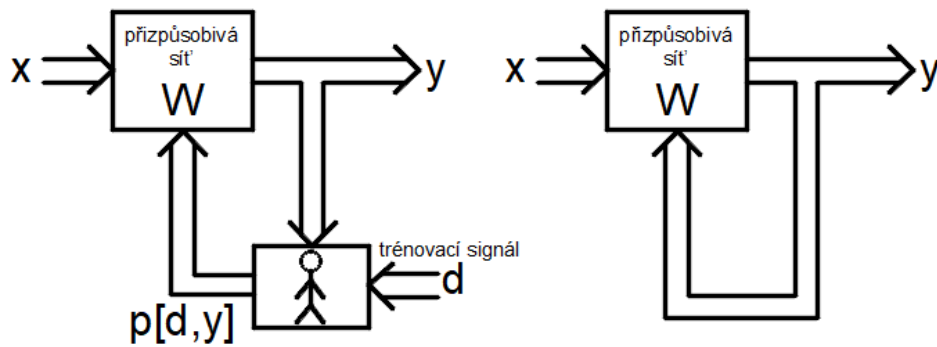 přizpůsobivá
síť
W
x
y
trénovací signál
d
p[d,y]
přizpůsobivá
síť
W
x
y